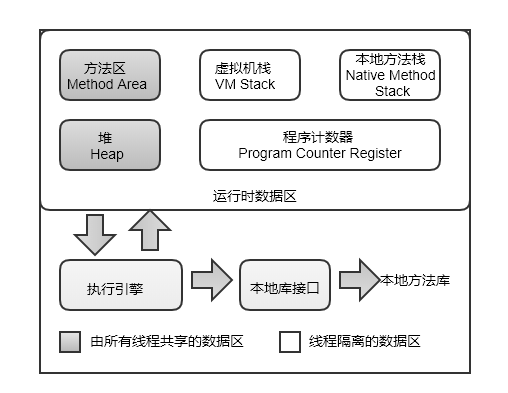 方法区
Method Area
虚拟机栈
VM Stack
本地方法栈
Native Method
Stack
堆
Heap
程序计数器
Program Counter Register
运行时数据区
执行引擎
本地库接口
本地方法库
由所有线程共享的数据区
线程隔离的数据区